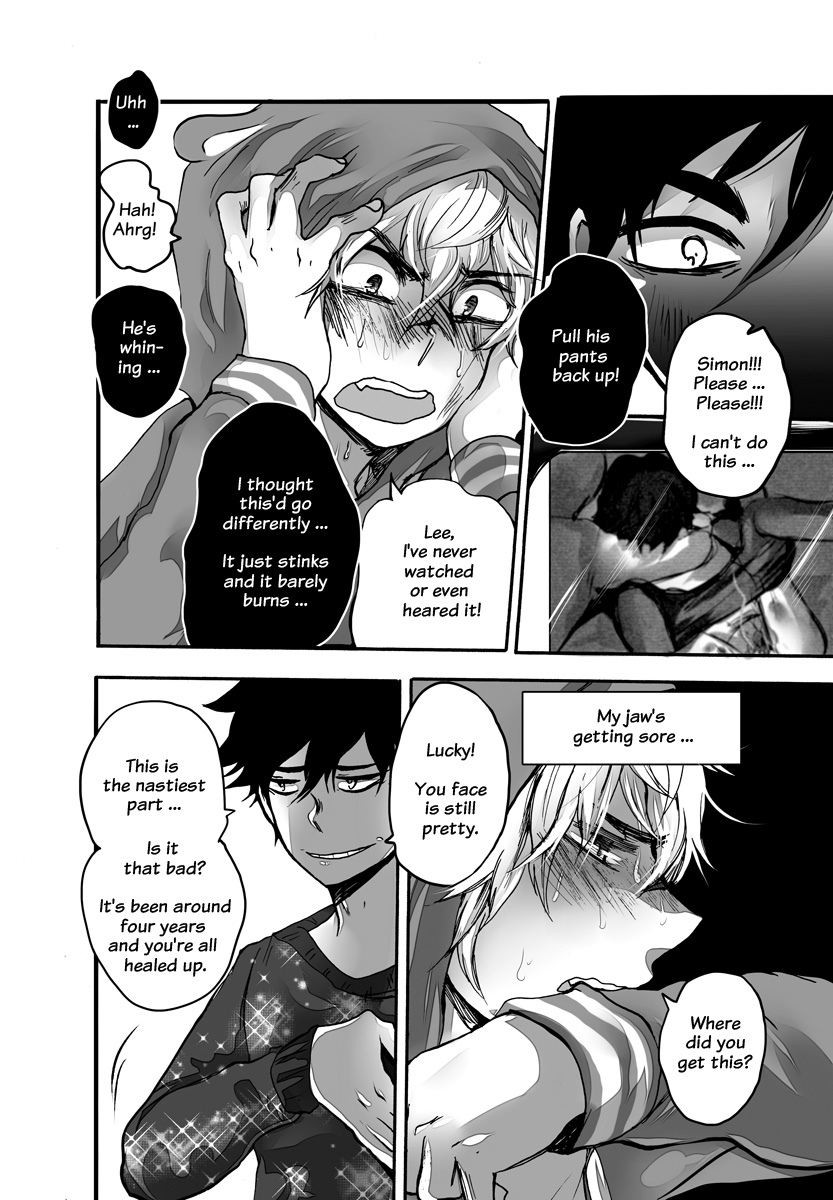 Uhh
...
Hah!
Ahrg!
He's
whin-
ing ...
I thought
this'd go
differently ...
It just stinks
and it barely
burns ...
Lee,
I've never
watched
or even
heared it!
Pull his
pants
back up!
Simon!!!
Please ...
Please!!!
I can't do
this ...
This is
the nastiest
part ...
Is it
that bad?
It's been around
four years
and you're all
healed up.
Lucky!
You face
is still
pretty.
My jaw's
getting sore ...
Where
did you
get this?